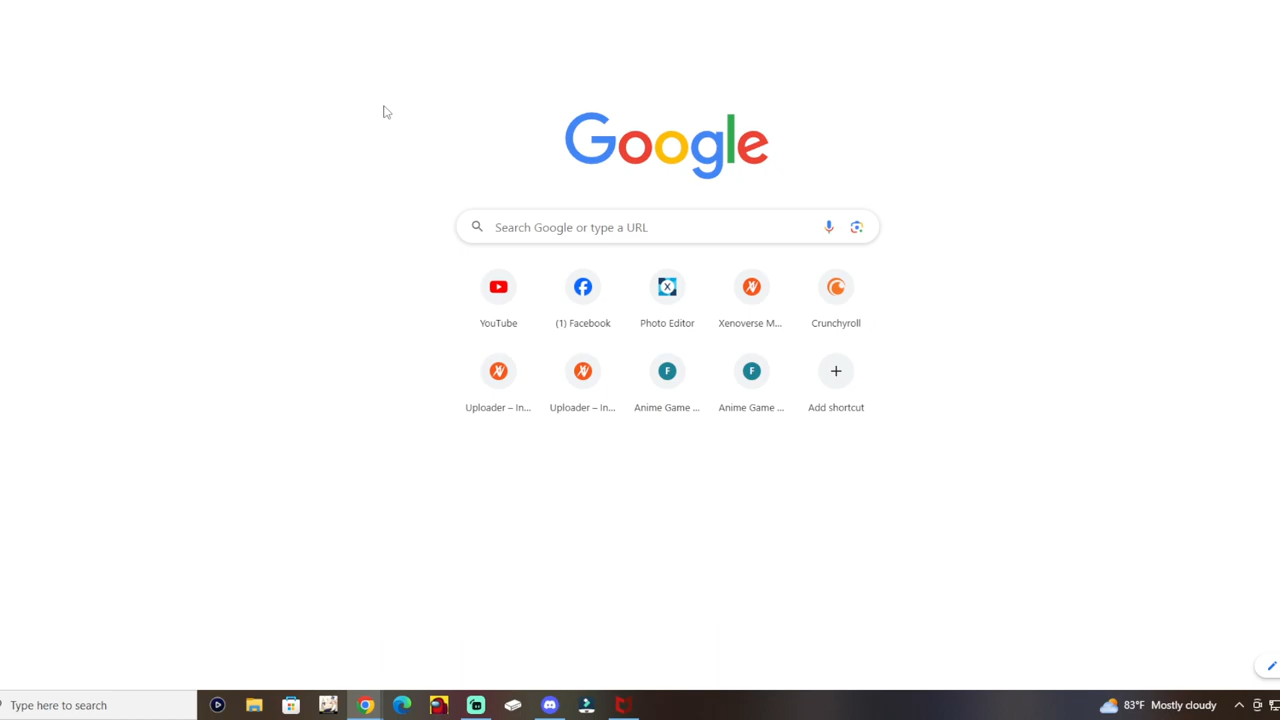 Google
Search Google or type a URL
YouTube
(1) Facebook
Photo Editor
Xenoverse M...
Crunchyroll
Uploader – In...
Uploader – In...
Anime Game ...
Anime Game ...
Add shortcut
Type here to search
83°F Mostly cloudy